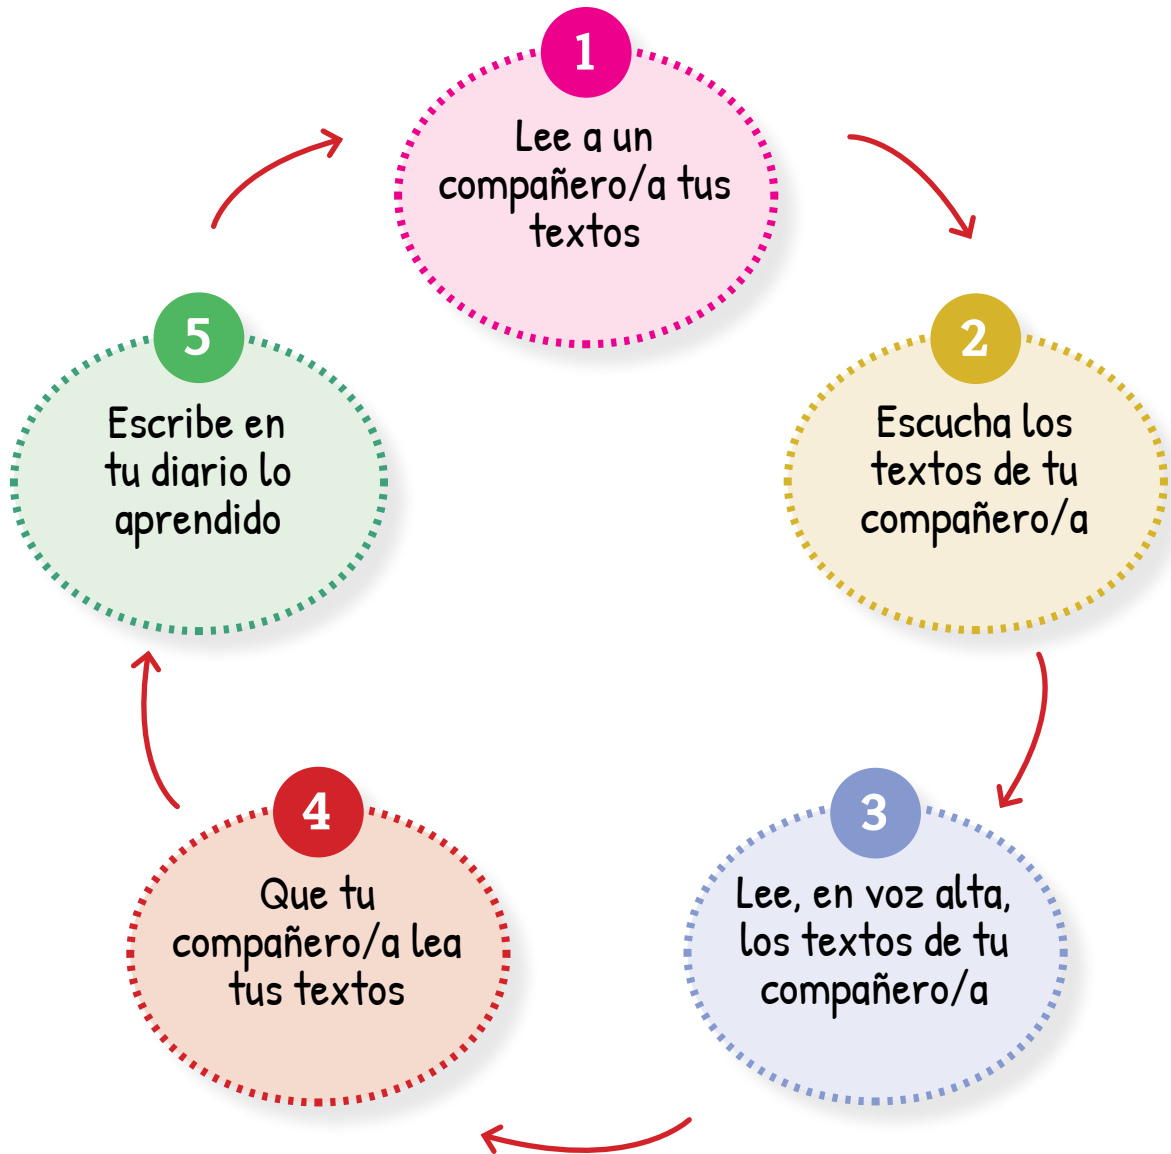 1
Lee a un
compañero/a tus
textos
2
Escucha los
textos de tu
compañero/a
3
Lee, en voz alta,
los textos de tu
compañero/a
4
Que tu
compañero/a lea
tus textos
5
Escribe en
tu diario lo
aprendido